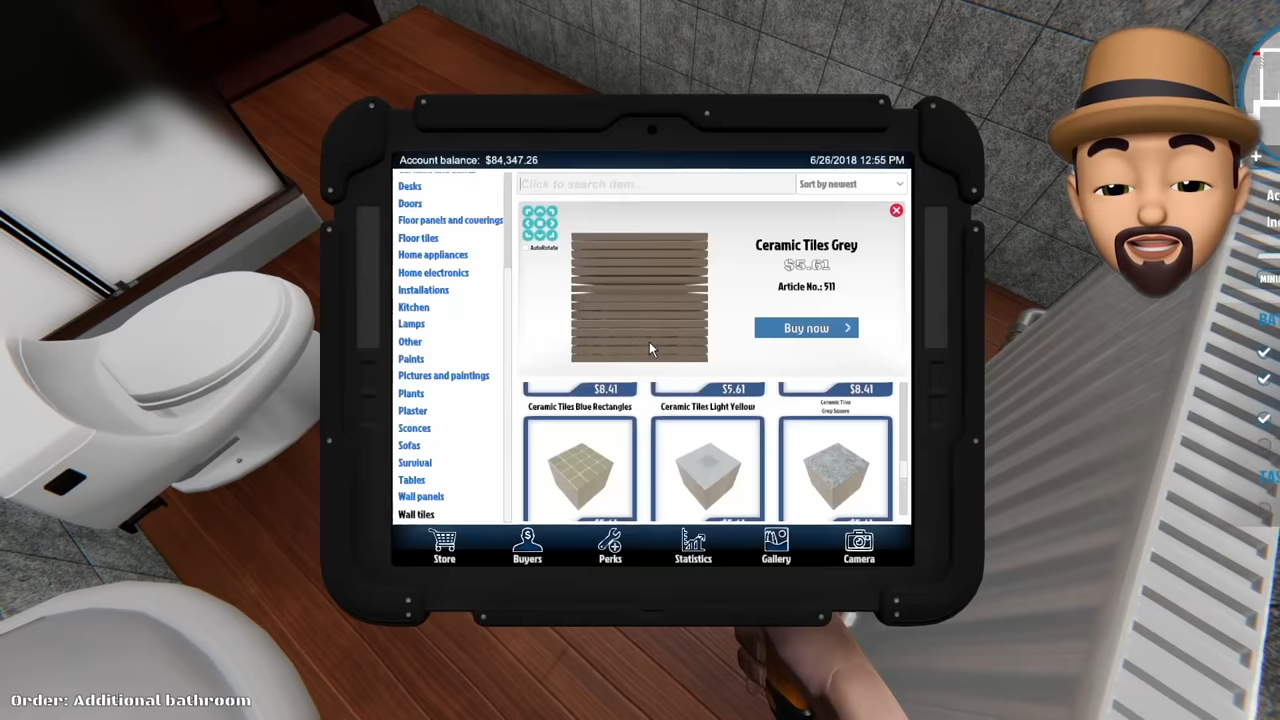 Account balance: $84,347.26
6/26/2018 12:55 PM
Desks
Doors
Floor panels and coverings
Floor tiles
Home appliances
Home electronics
Installations
Kitchen
Lamps
Other
Paints
Pictures and paintings
Plants
Plaster
Sconces
Sofas
Survival
Tables
Wall panels
Wall tiles
Click to search item...
Sort by newest
AutoRotate
Ceramic Tiles Grey
$5.61
Article No.: 511
Buy now
$8.41
$5.61
$8.41
Ceramic Tiles Blue Rectangles
Ceramic Tiles Light Yellow
Ceramic Tiles
Gray Square
Store
Buyers
Perks
Statistics
Gallery
Camera
Order: Additional bathroom